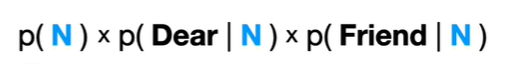 p( N ) × p( Dear | N ) × p( Friend | N )